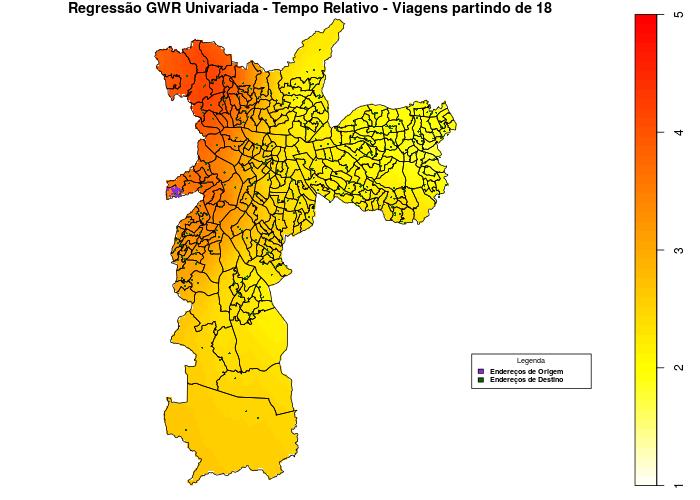 Regressão GWR Univariada - Tempo Relativo - Viagens partindo de 18
5
4
3
2
1
Legenda
Endereços de Origem
Endereços de Destino